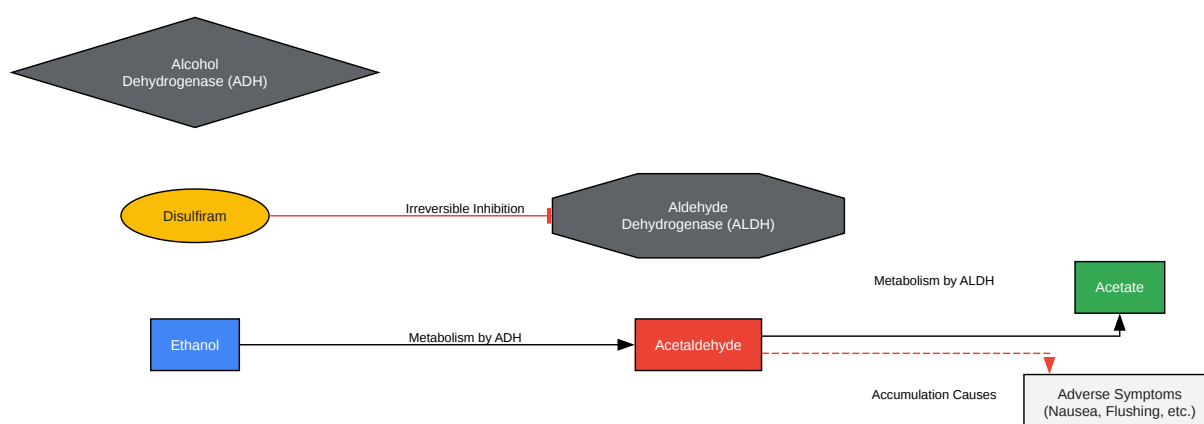 Alcohol
Dehydrogenase (ADH)
Disulfiram
Irreversible Inhibition
Aldehyde
Dehydrogenase (ALDH)
Metabolism by ALDH
Acetate
Ethanol
Metabolism by ADH
Acetaldehyde
Accumulation Causes
Adverse Symptoms
(Nausea, Flushing, etc.)